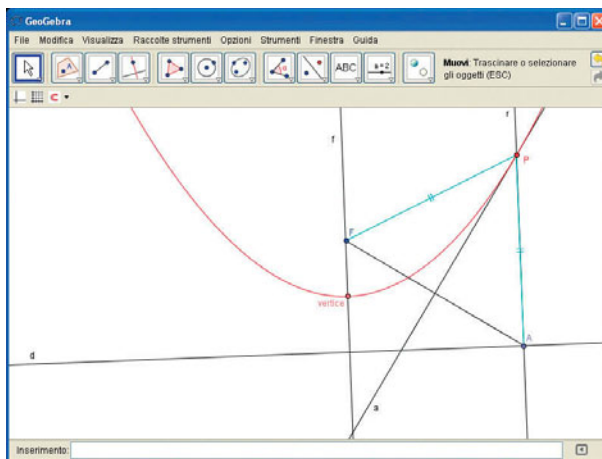 GeoGebra
File Modifica Visualizza Raccolte strumenti Opzioni Strumenti Finestra Guida
ABC
a=2
Muovi: Trascinare o selezionare
gli oggetti (ESC)
r
f
P
F
vertice
A
d
a
Inserimento: